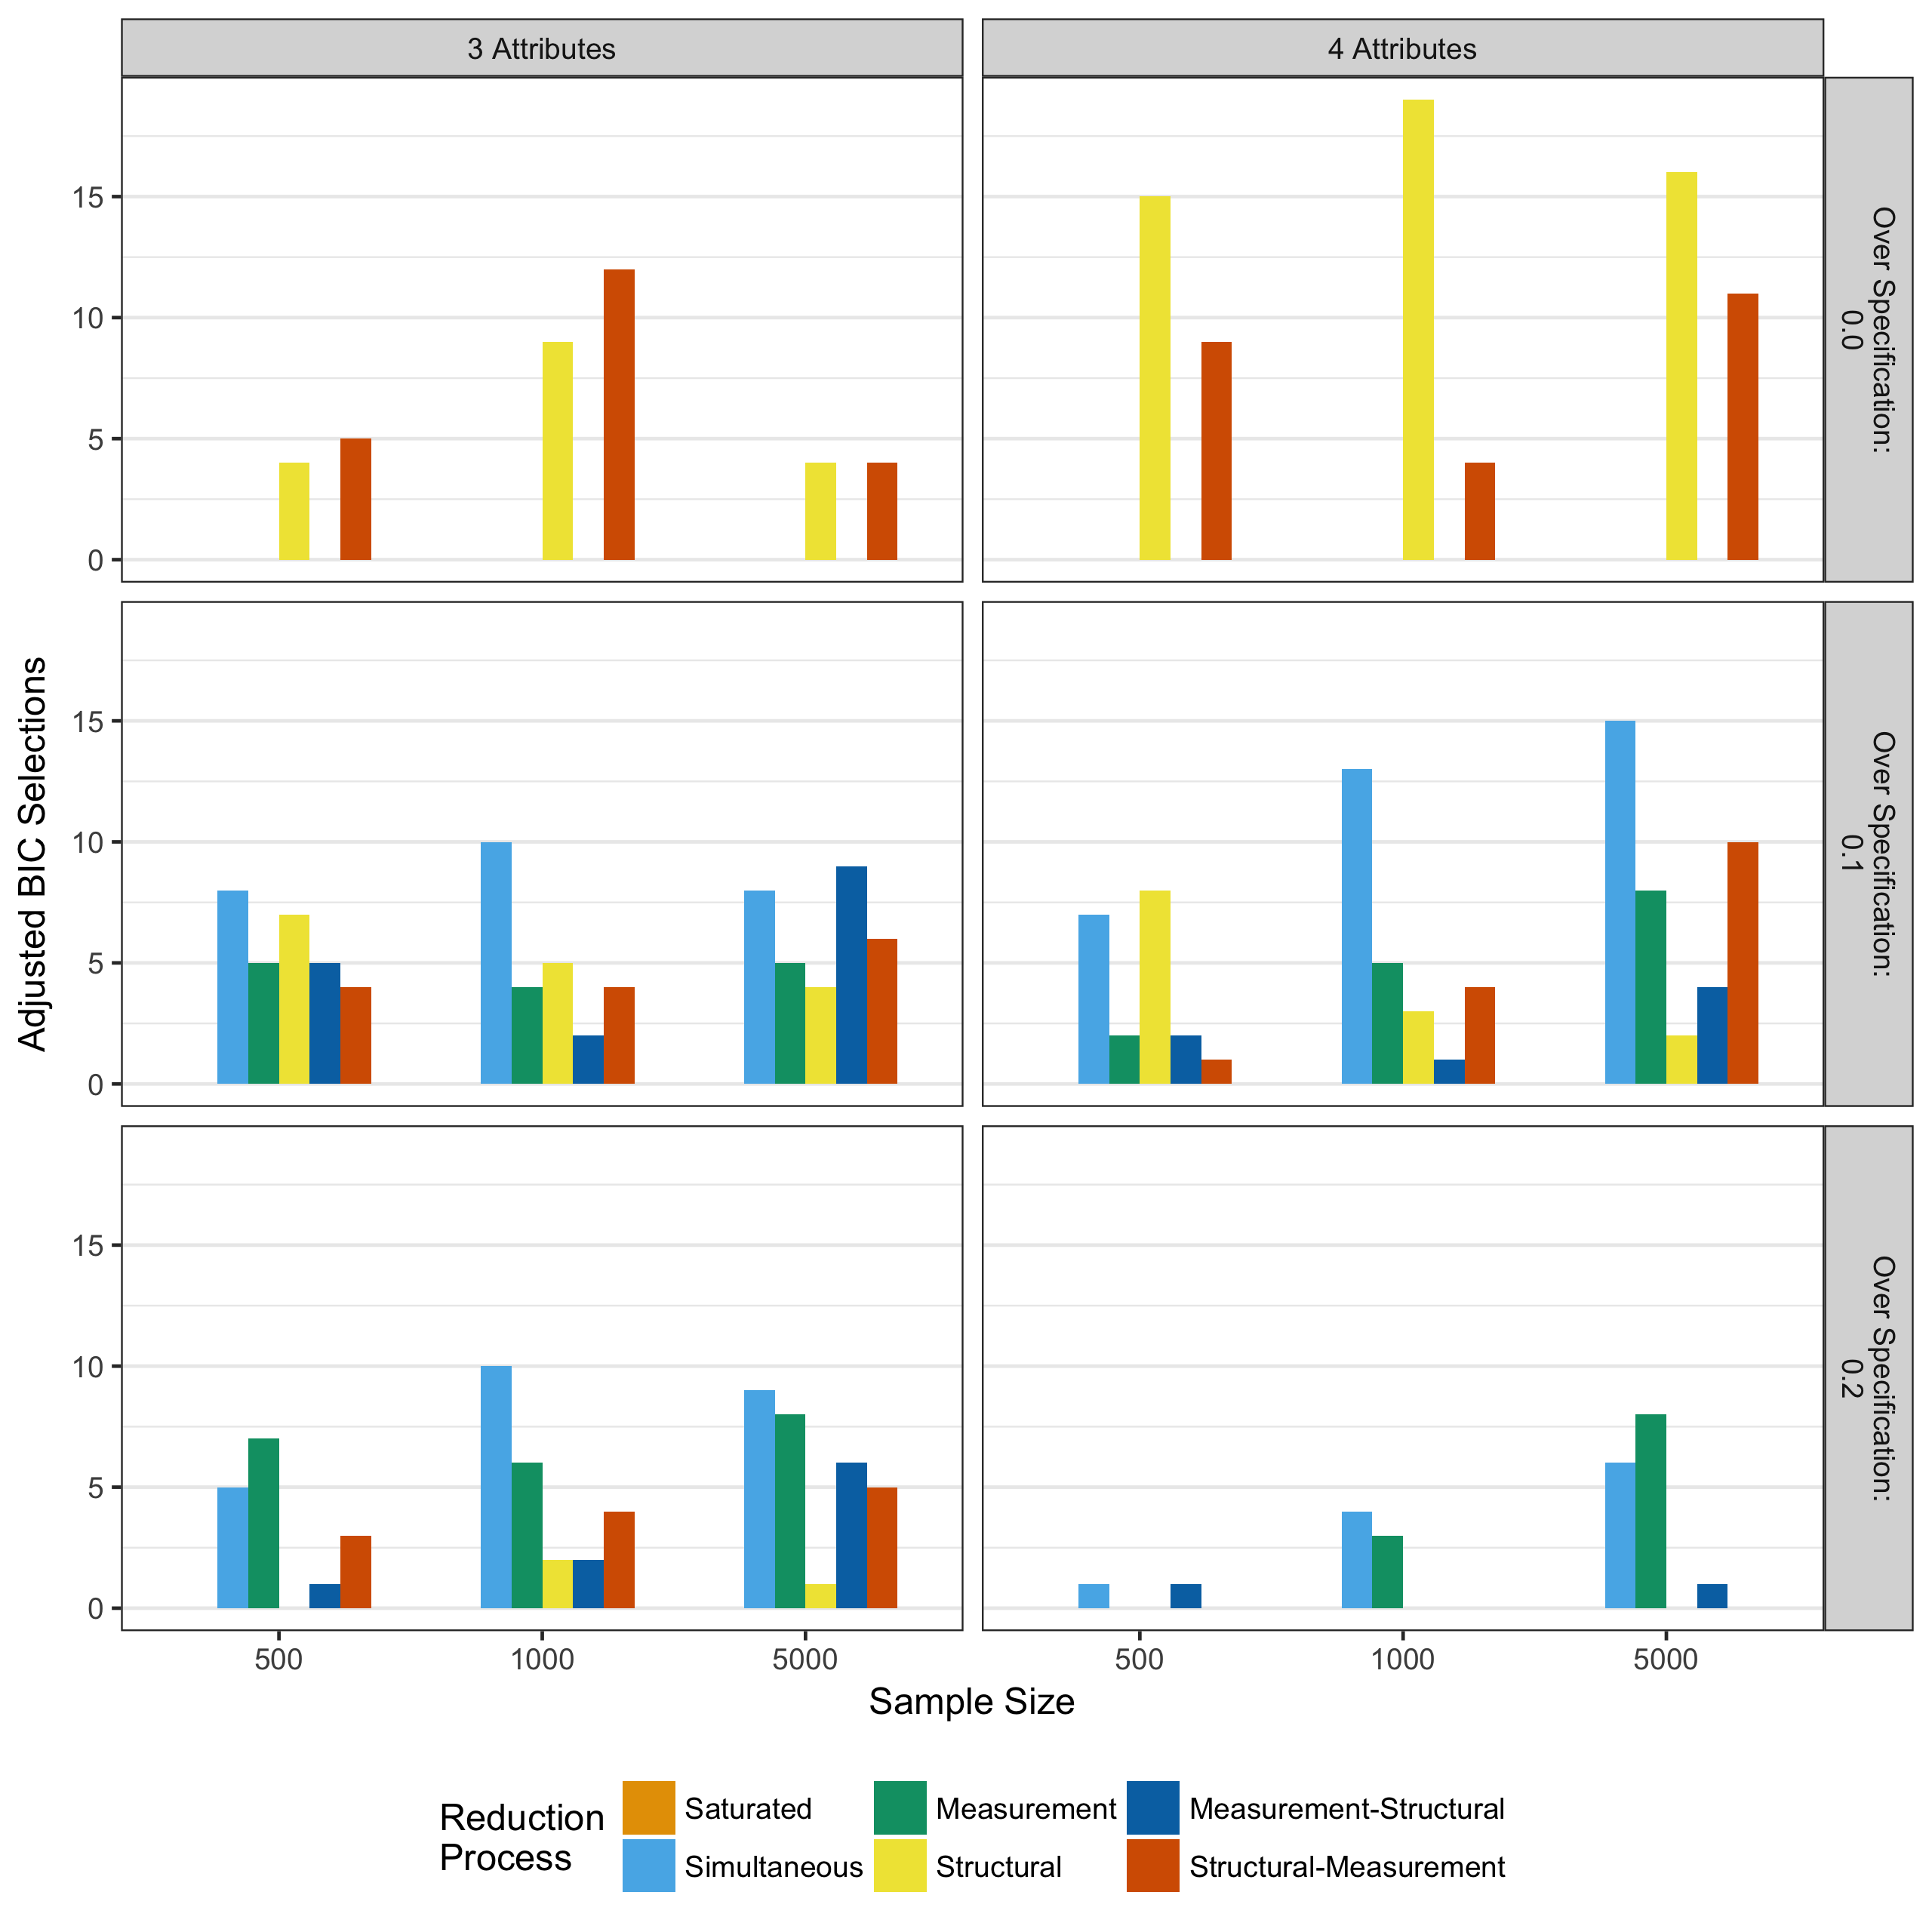 3 Attributes
4 Attributes
15
10
5
0
Over Specification:
0.0
Adjusted BIC Selections
15
10
5
0
Over Specification:
0.1
15
10
5
0
Over Specification:
0.2
500
1000
5000
500
1000
5000
Sample Size
Reduction
Process
Saturated
Measurement
Measurement-Structural
Simultaneous
Structural
Structural-Measurement